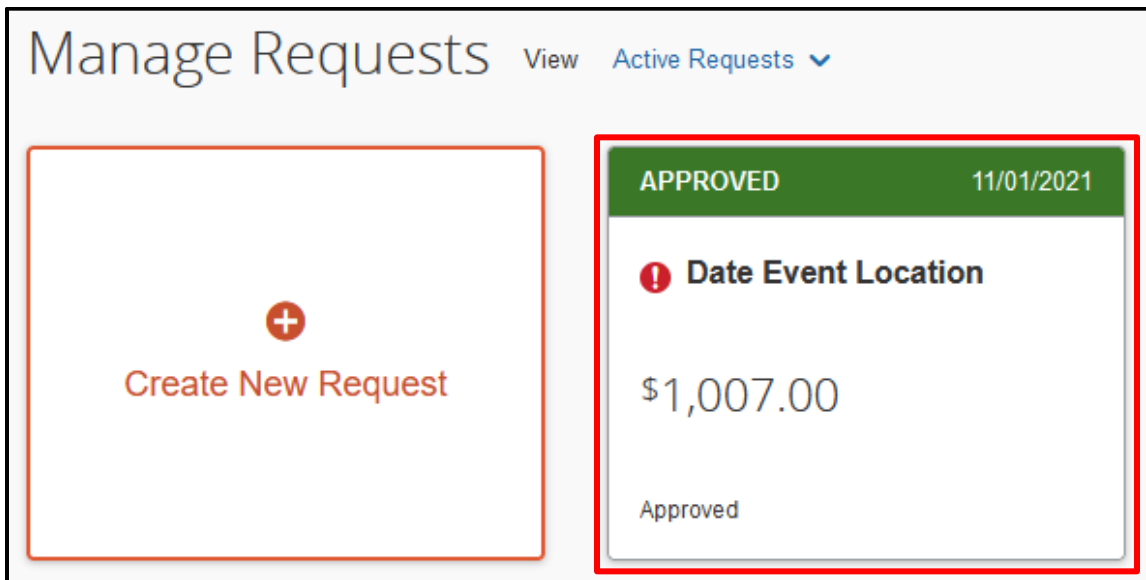 Manage Requests View Active Requests
Create New Request
APPROVED 11/01/2021
Date Event Location
$1,007.00
Approved